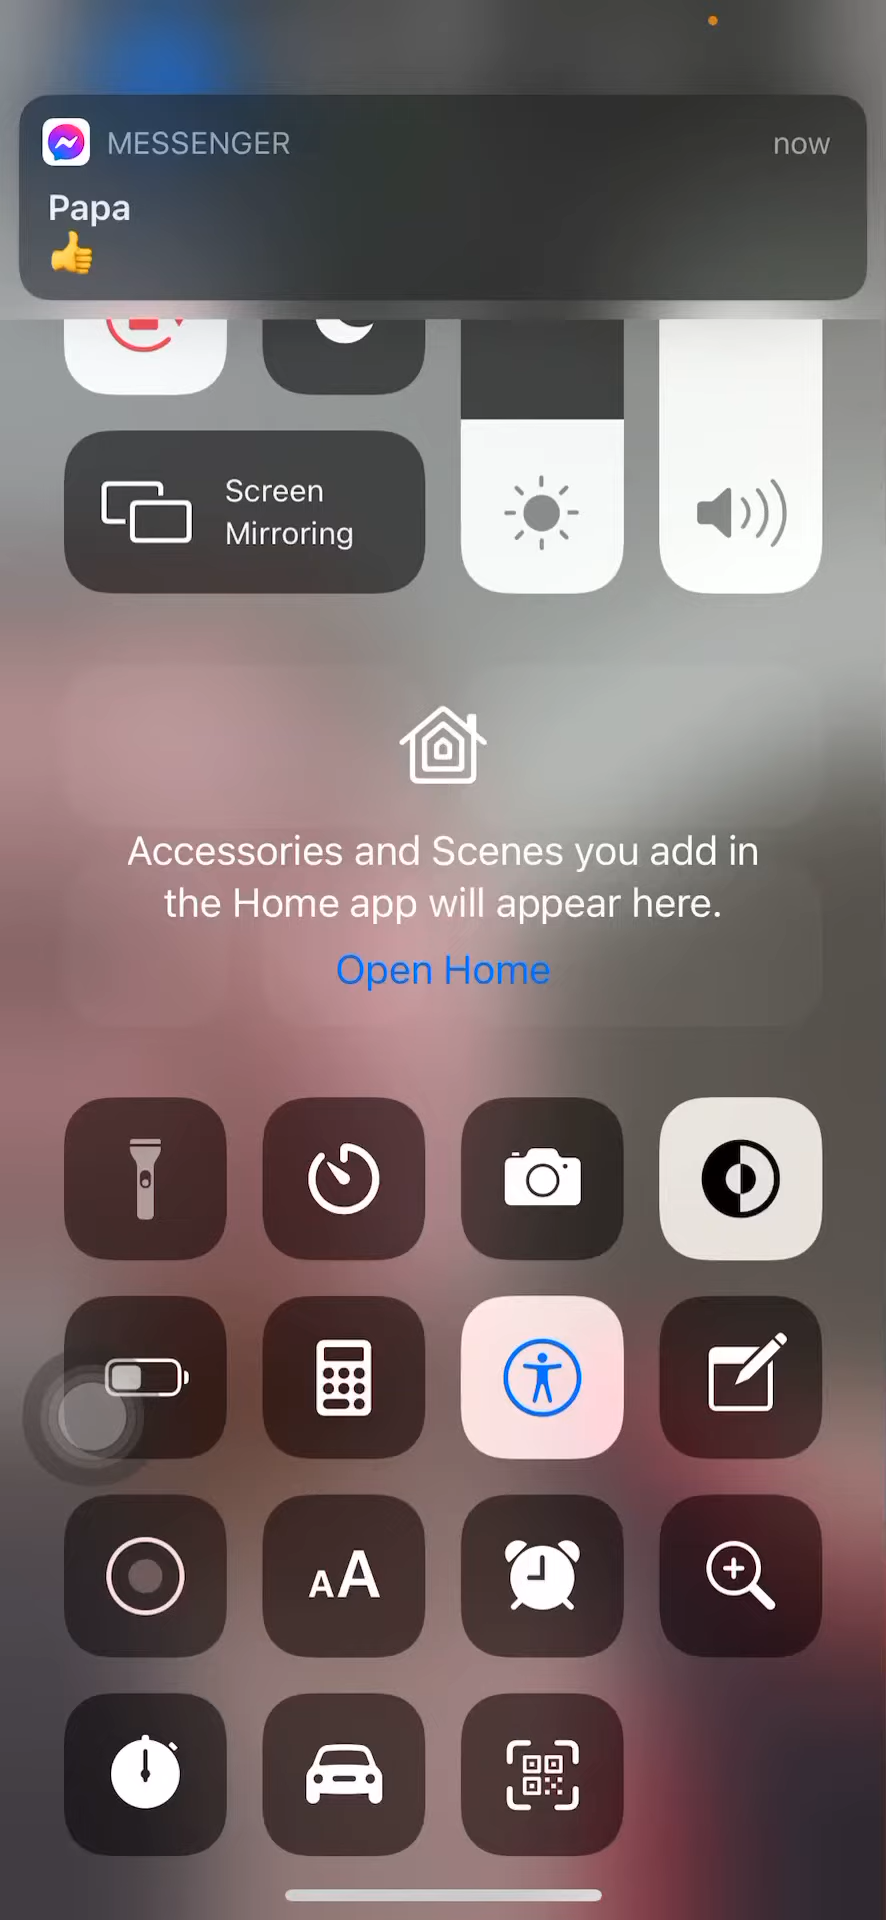 MESSENGER
now
Papa
👍
Screen
Mirroring
Accessories and Scenes you add in
the Home app will appear here.
Open Home
AA